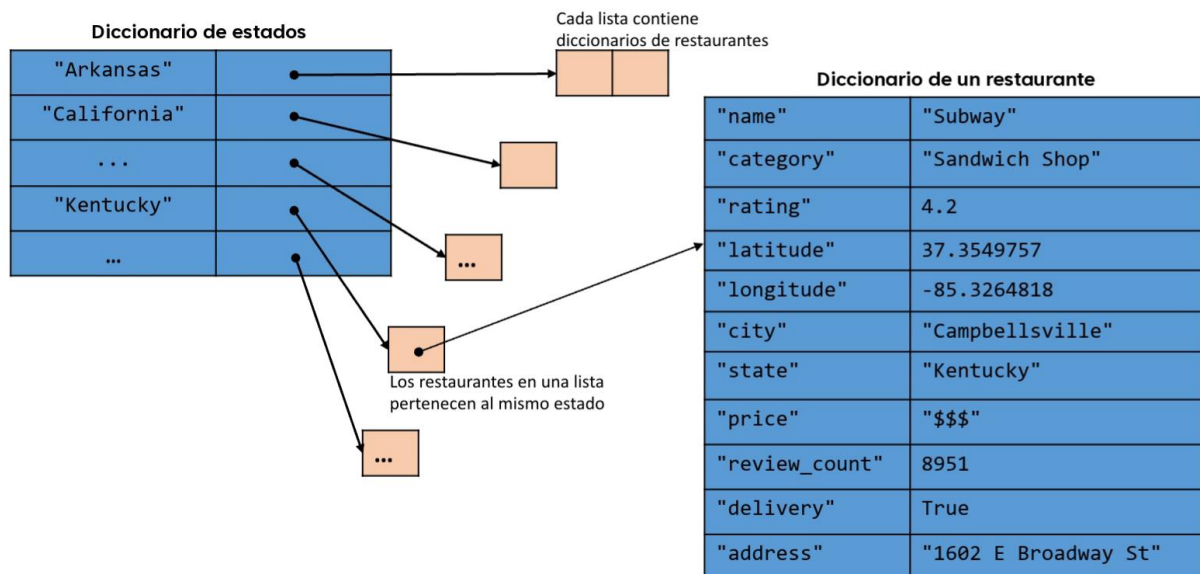 Diccionario de estados
"Arkansas"
"California"
...
"Kentucky"
...
Cada lista contiene
diccionarios de restaurantes
...
Los restaurantes en una lista
pertenecen al mismo estado
...
Diccionario de un restaurante
"name" "Subway"
"category" "Sandwich Shop"
"rating" 4.2
"latitude" 37.3549757
"longitude" -85.3264818
"city" "Campbellsville"
"state" "Kentucky"
"price" "$$$"
"review_count" 8951
"delivery" True
"address" "1602 E Broadway St"